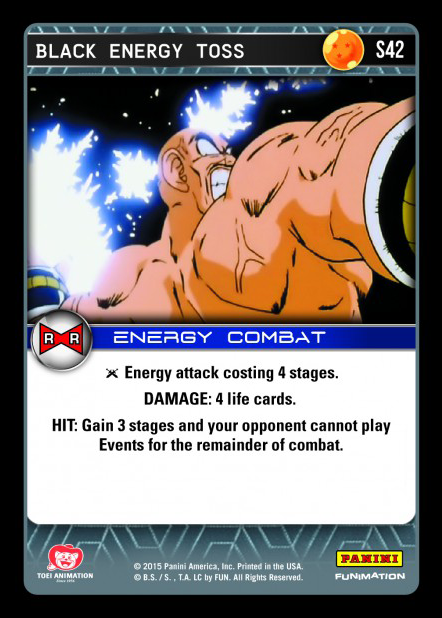 BLACK ENERGY TOSS S42
R R ENERGY COMBAT
Energy attack costing 4 stages.
DAMAGE: 4 life cards.
HIT: Gain 3 stages and your opponent cannot play
Events for the remainder of combat.
TOEI ANIMATION
Since 1956
© 2015 Panini America, Inc. Printed in the USA.
© B.S. / S. , T.A. LC by FUN. All Rights Reserved.
PANINI
FUNIMATION